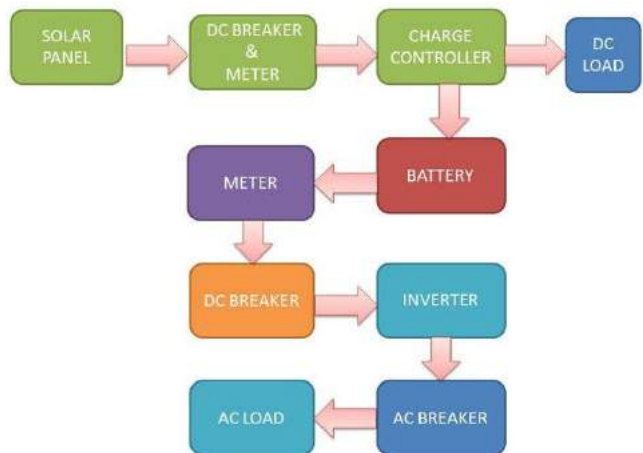 SOLAR
PANEL
DC BREAKER
&
METER
CHARGE
CONTROLLER
DC
LOAD
METER
BATTERY
DC BREAKER
INVERTER
AC LOAD
AC BREAKER